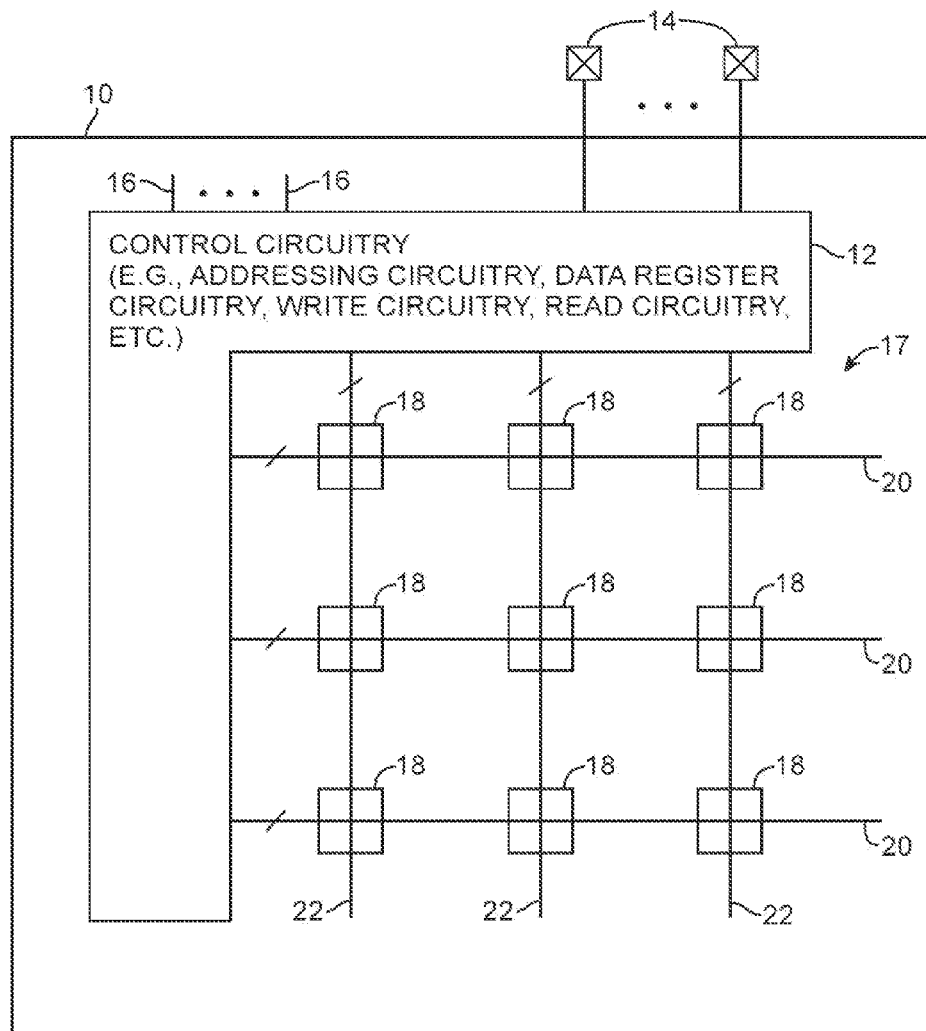 14
10
16 16
CONTROL CIRCUITRY
(E.G., ADDRESSING CIRCUITRY, DATA REGISTER
CIRCUITRY, WRITE CIRCUITRY, READ CIRCUITRY,
ETC.)
12
17
18 18 18
20
18 18 18
20
18 18 18
20
22 22 22